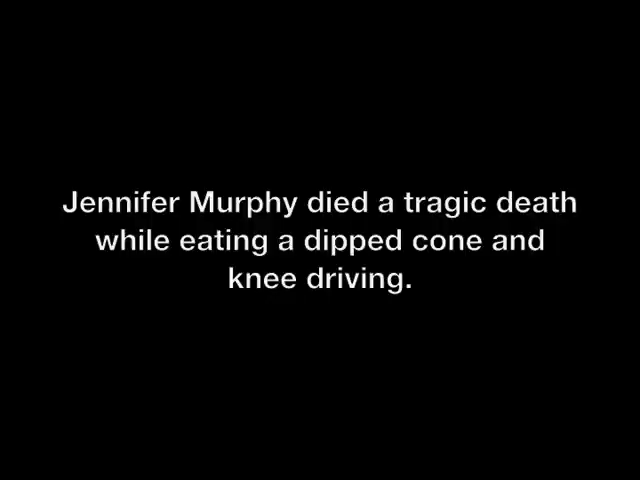 Jennifer Murphy died a tragic death
while eating a dipped cone and
knee driving.